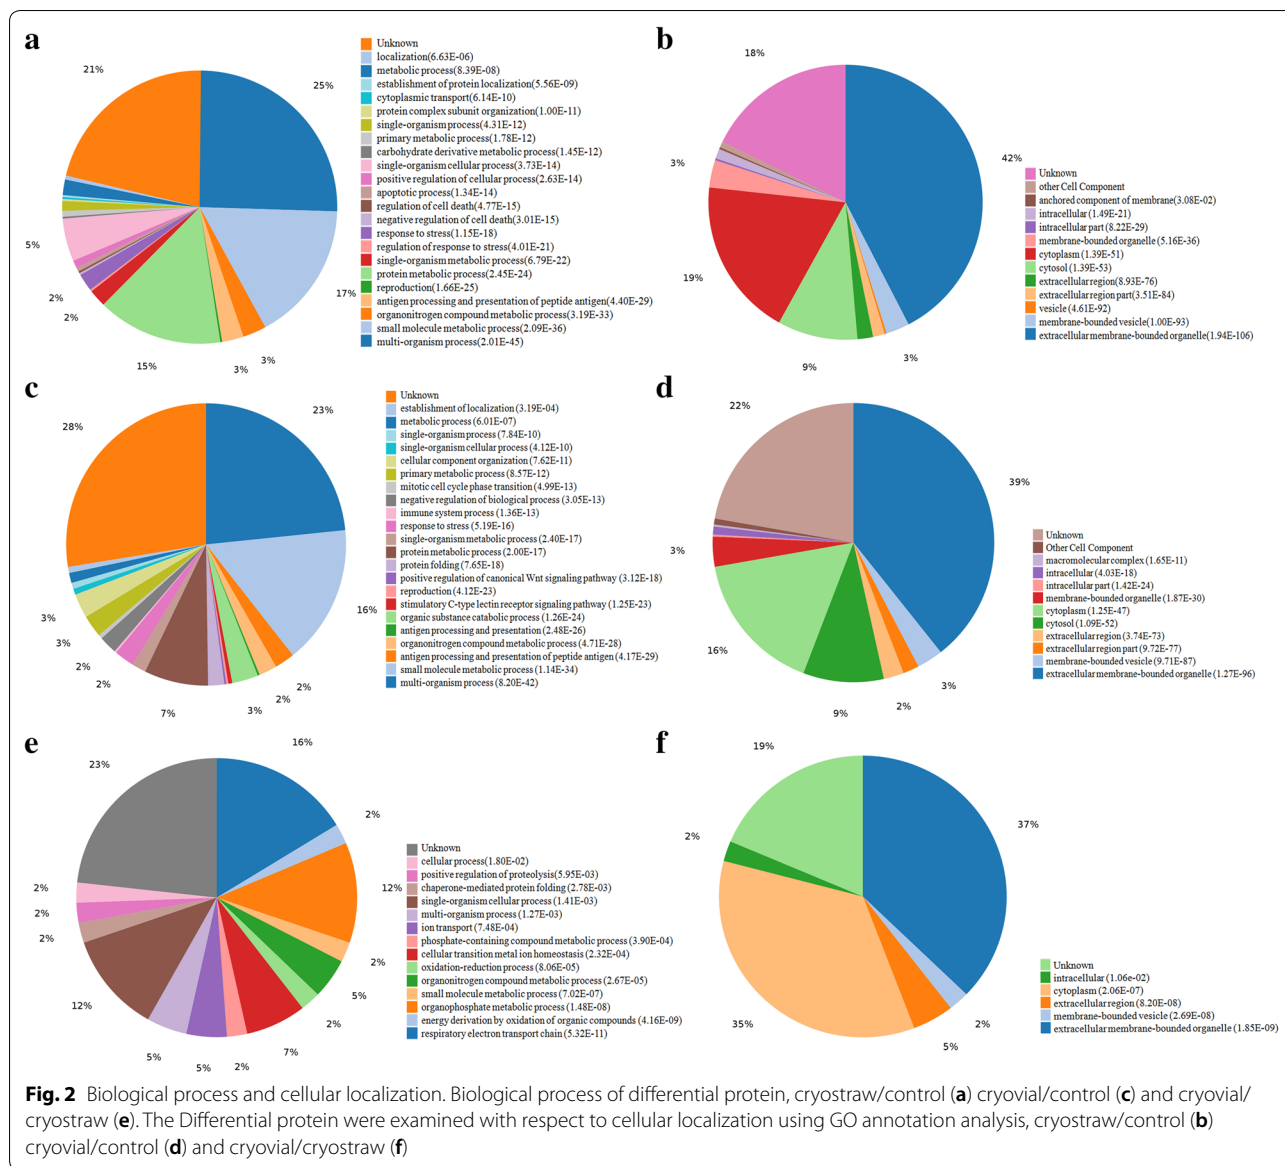 a
21%
25%
5%
2%
2%
15%
3%
3%
17%
Unknown
localization(6.63E-06)
metabolic process(8.39E-08)
establishment of protein localization(5.56E-09)
cytoplasmic transport(6.14E-10)
protein complex subunit organization(1.00E-11)
single-organism process(4.31E-12)
primary metabolic process(1.78E-12)
carbohydrate derivative metabolic process(1.45E-12)
single-organism cellular process(3.73E-14)
positive regulation of cellular process(2.63E-14)
apoptotic process(1.34E-14)
regulation of cell death(4.77E-15)
negative regulation of cell death(3.01E-15)
response to stress(1.15E-18)
regulation of response to stress(4.01E-21)
single-organism metabolic process(6.79E-22)
protein metabolic process(2.45E-24)
reproduction(1.66E-25)
antigen processing and presentation of peptide antigen(4.40E-29)
organonitrogen compound metabolic process(3.19E-33)
small molecule metabolic process(2.09E-36)
multi-organism process(2.01E-45)
b
18%
42%
3%
19%
9%
3%
Unknown
other Cell Component
anchored component of membrane(3.08E-02)
intracellular (1.49E-21)
intracellular part (8.22E-29)
membrane-bounded organelle (5.16E-36)
cytoplasm (1.39E-51)
cytosol (1.39E-53)
extracellular region (8.93E-76)
extracellular region part (3.51E-84)
vesicle (4.61E-92)
membrane-bounded vesicle (1.00E-93)
extracellular membrane-bounded organelle(1.94E-106)
c
28%
23%
3%
3%
2%
2%
7%
3%
2%
2%
16%
Unknown
establishment of localization (3.19E-04)
metabolic process (6.01E-07)
single-organism process (7.84E-10)
single-organism cellular process (4.12E-10)
cellular component organization (7.62E-11)
primary metabolic process (8.57E-12)
mitotic cell cycle phase transition (4.99E-13)
negative regulation of biological process (3.05E-13)
immune system process (1.36E-13)
response to stress (5.19E-16)
single-organism metabolic process (2.40E-17)
protein metabolic process (2.00E-17)
protein folding (7.65E-18)
positive regulation of canonical Wnt signaling pathway (3.12E-18)
reproduction (4.12E-23)
stimulatory C-type lectin receptor signaling pathway (1.25E-23)
organic substance catabolic process (1.26E-24)
antigen processing and presentation (2.48E-26)
organonitrogen compound metabolic process (4.71E-28)
antigen processing and presentation of peptide antigen (4.17E-29)
small molecule metabolic process (1.14E-34)
multi-organism process (8.20E-42)
d
22%
39%
3%
16%
9%
2%
3%
Unknown
Other Cell Component
macromolecular complex (1.65E-11)
intracellular (4.03E-18)
intracellular part (1.42E-24)
membrane-bounded organelle (1.87E-30)
cytoplasm (1.25E-47)
cytosol (1.09E-52)
extracellular region (3.74E-73)
extracellular region part (9.72E-77)
membrane-bounded vesicle (9.71E-87)
extracellular membrane-bounded organelle (1.27E-96)
e
23%
16%
2%
12%
2%
5%
2%
7%
2%
5%
5%
12%
2%
2%
2%
Unknown
cellular process(1.80E-02)
positive regulation of proteolysis(5.95E-03)
chaperone-mediated protein folding (2.78E-03)
single-organism cellular process (1.41E-03)
multi-organism process (1.27E-03)
ion transport (7.48E-04)
phosphate-containing compound metabolic process (3.90E-04)
cellular transition metal ion homeostasis (2.32E-04)
oxidation-reduction process (8.06E-05)
organonitrogen compound metabolic process (2.67E-05)
small molecule metabolic process (7.02E-07)
organophosphate metabolic process (1.48E-08)
energy derivation by oxidation of organic compounds (4.16E-09)
respiratory electron transport chain (5.32E-11)
f
19%
37%
2%
35%
5%
2%
Unknown
intracellular (1.06e-02)
cytoplasm (2.06E-07)
extracellular region (8.20E-08)
membrane-bounded vesicle (2.69E-08)
extracellular membrane-bounded organelle (1.85E-09)
Fig. 2 Biological process and cellular localization. Biological process of differential protein, cryostraw/control (a) cryovial/control (c) and cryovial/
cryostraw (e). The Differential protein were examined with respect to cellular localization using GO annotation analysis, cryostraw/control (b)
cryovial/control (d) and cryovial/cryostraw (f)